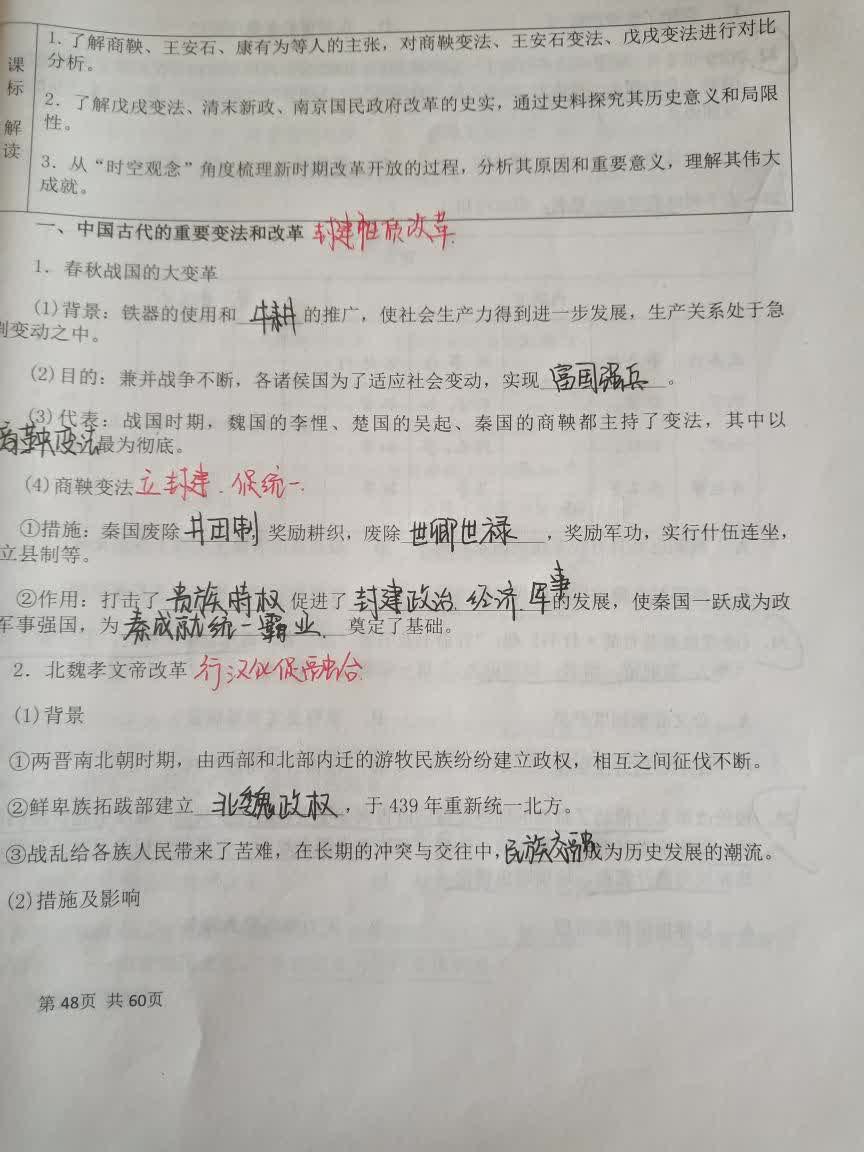 课标解读
1. 了解商鞅、王安石、康有为等人的主张，对商鞅变法、王安石变法、戊戌变法进行对比
分析。
2. 了解戊戌变法、清末新政、南京国民政府改革的史实，通过史料探究其历史意义和局限
性。
3. 从“时空观念”角度梳理新时期改革开放的过程，分析其原因和重要意义，理解其伟大
成就。
一、中国古代的重要变法和改革 封建性质改革.
1. 春秋战国的大变革
(1)背景：铁器的使用和 牛耕 的推广，使社会生产力得到进一步发展，生产关系处于急
剧变动之中。
(2)目的：兼并战争不断，各诸侯国为了适应社会变动，实现 富国强兵 。
(3)代表：战国时期，魏国的李悝、楚国的吴起、秦国的商鞅都主持了变法，其中以
商鞅变法最为彻底。
(4)商鞅变法 立封建. 促统一.
①措施：秦国废除 井田制 奖励耕织，废除 世卿世禄 ，奖励军功，实行什伍连坐，
立县制等。
②作用：打击了 贵族特权 促进了 封建政治. 经济 军事 的发展，使秦国一跃成为政
军事强国，为 秦成就统一霸业 奠定了基础。
2. 北魏孝文帝改革 行汉化促融合.
(1)背景
①两晋南北朝时期，由西部和北部内迁的游牧民族纷纷建立政权，相互之间征伐不断。
②鲜卑族拓跋部建立 北魏政权 ，于 439 年重新统一北方。
③战乱给各族人民带来了苦难，在长期的冲突与交往中，民族交融成为历史发展的潮流。
(2)措施及影响
第 48页 共 60页